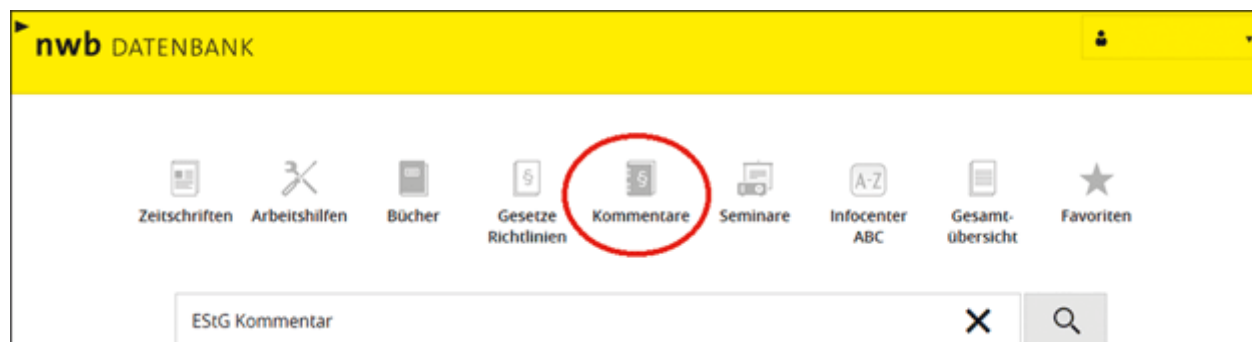 nwb DATENBANK
Zeitschriften Arbeitshilfen Bücher Gesetze Kommentare Seminare Infocenter Gesamt- Favoriten
Richtlinien ABC übersicht
§ § A-Z
EStG Kommentar